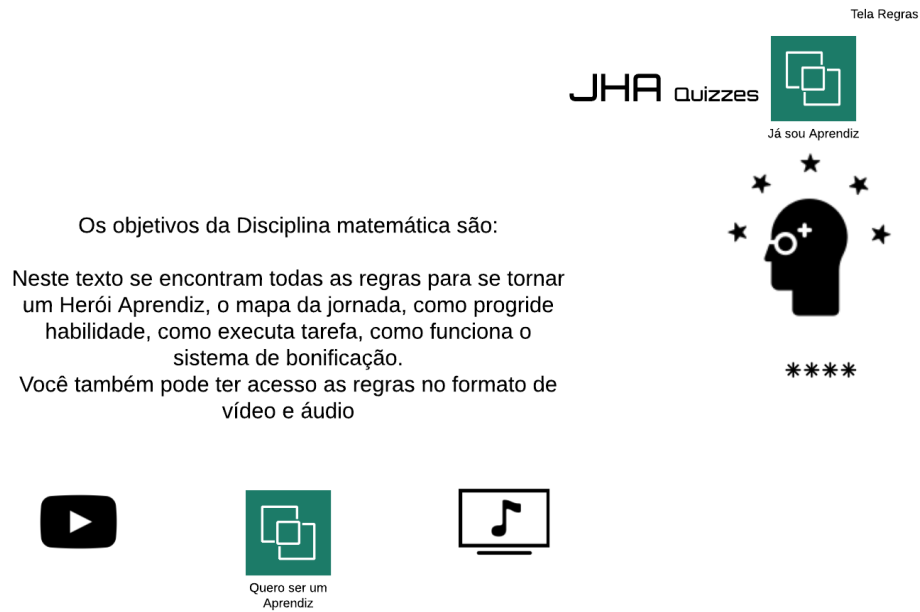 Tela Regras
JHA Quizzes
Já sou Aprendiz
Os objetivos da Disciplina matemática são:
Neste texto se encontram todas as regras para se tornar
um Herói Aprendiz, o mapa da jornada, como progride
habilidade, como executa tarefa, como funciona o
sistema de bonificação.
Você também pode ter acesso as regras no formato de
vídeo e áudio
****
Quero ser um
Aprendiz